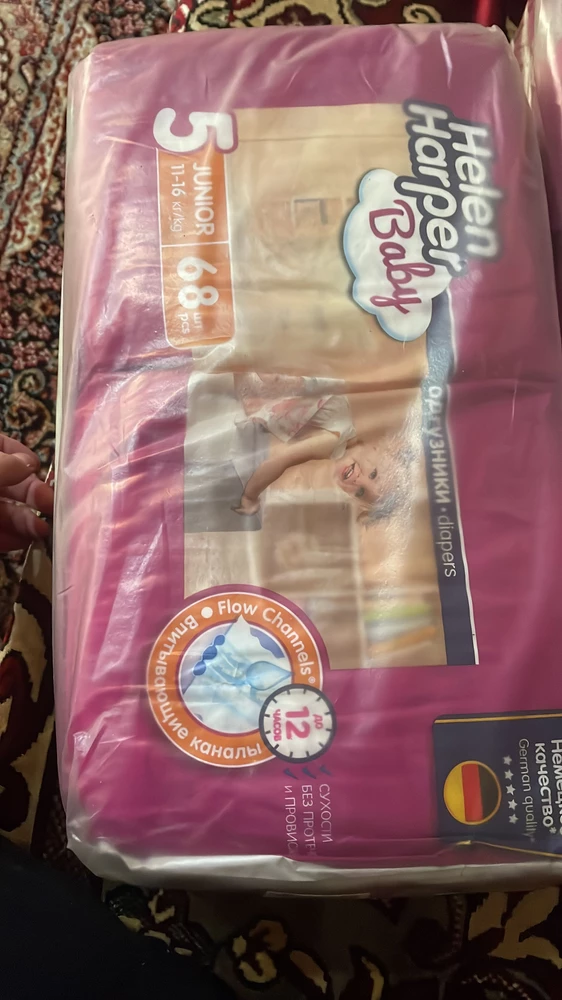 Helen
Harper
Baby
5
JUNIOR
11-16 кг/kg
68 шт
pcs
подгузники · diapers
Flow Channels®
Впитывающие каналы
ДО
12
ЧАСОВ
СУХОСТИ
БЕЗ ПРОТЕ
И ПРОВИС
Немецкое
качество*
German quality*